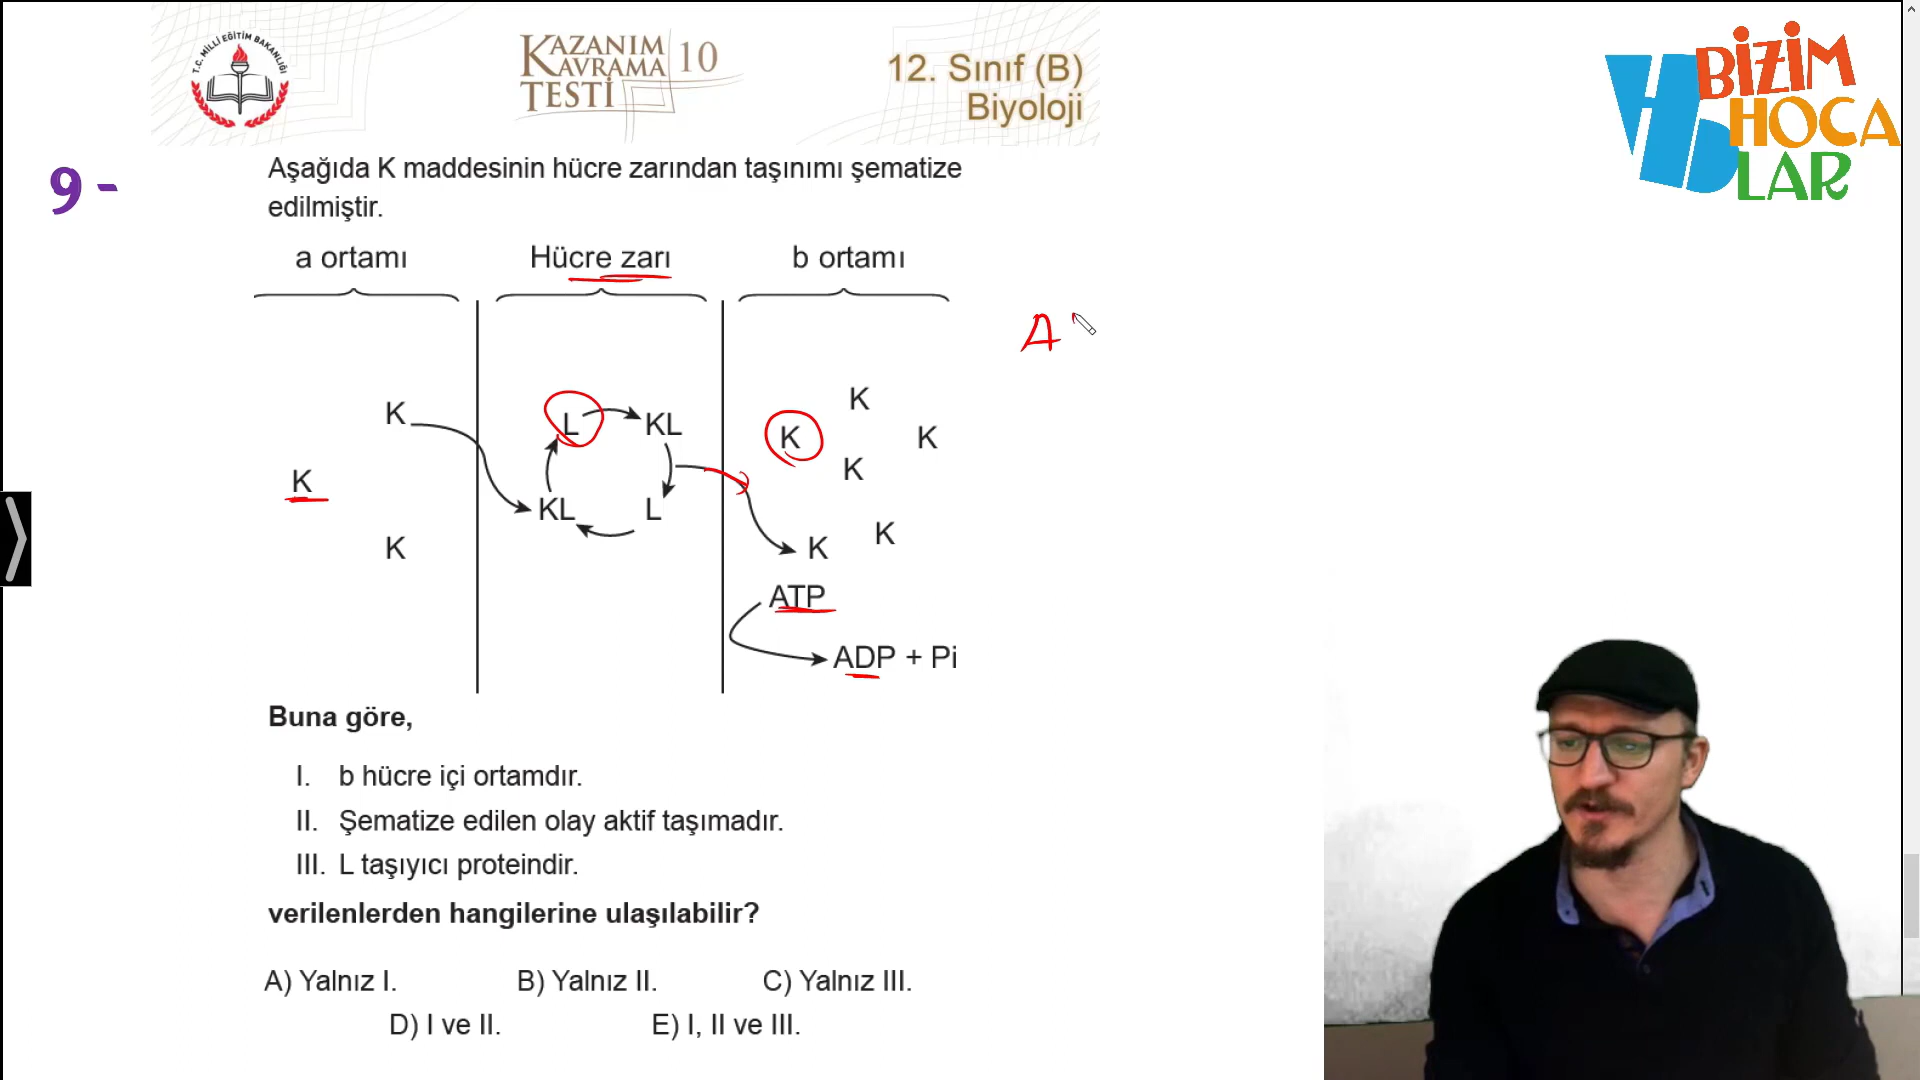 T.C. MİLLİ EĞİTİM BAKANLIĞI
KAZANIM
KAVRAMA
TESTİ
10
12. Sınıf (B)
Biyoloji
BİZİM
HOCA
LAR
9 -
Aşağıda K maddesinin hücre zarından taşınımı şematize
edilmiştir.
a ortamı Hücre zarı b ortamı
A
K
K L KL K K
K K
K
KL L K
K K
ATP
ADP + Pi
Buna göre,
I. b hücre içi ortamdır.
II. Şematize edilen olay aktif taşımadır.
III. L taşıyıcı proteindir.
verilenlerden hangilerine ulaşılabilir?
A) Yalnız I. B) Yalnız II. C) Yalnız III.
D) I ve II. E) I, II ve III.